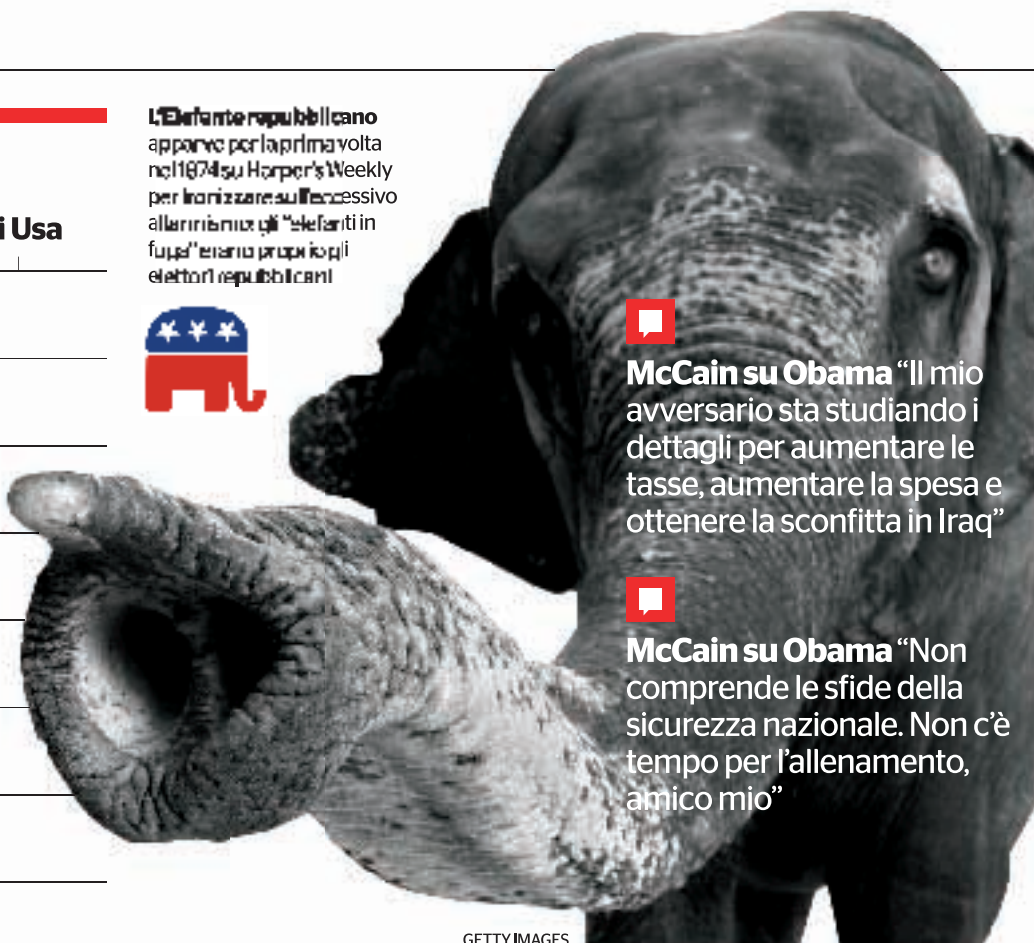 i Usa
L'Elefante repubblicano
apparve per la prima volta
nel 1874 su Harper's Weekly
per ironizzare sull'eccessivo
allarmismo: gli "elefanti in
fuga" erano proprio gli
elettori repubblicani
McCain su Obama “Il mio
avversario sta studiando i
dettagli per aumentare le
tasse, aumentare la spesa e
ottenere la sconfitta in Iraq”
McCain su Obama “Non
comprende le sfide della
sicurezza nazionale. Non c’è
tempo per l’allenamento,
amico mio”
GETTY IMAGES